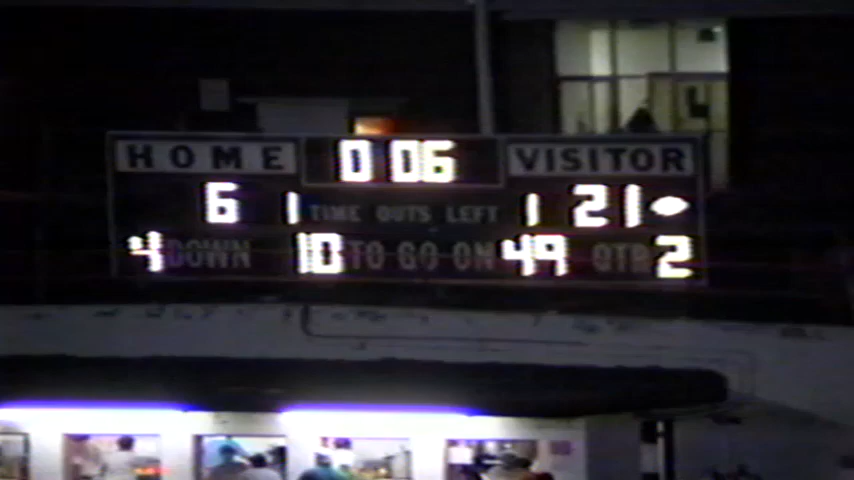 HOME 0 06 VISITOR
6 1 TIME OUTS LEFT 1 21
4 DOWN 10 TO GO ON 49 QTR 2